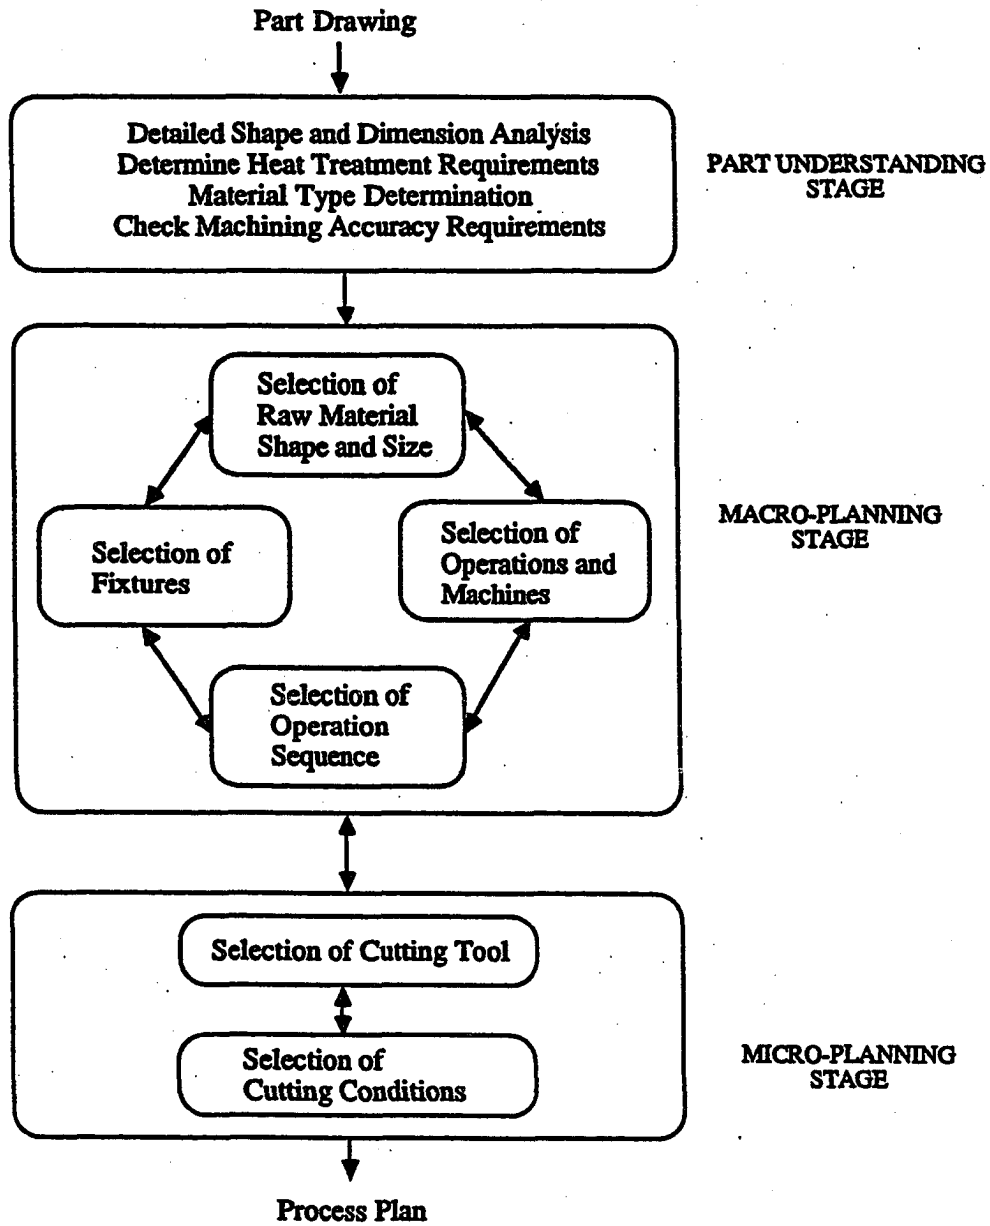 Part Drawing
Detailed Shape and Dimension Analysis
Determine Heat Treatment Requirements
Material Type Determination
Check Machining Accuracy Requirements
PART UNDERSTANDING
STAGE
Selection of
Raw Material
Shape and Size
Selection of
Fixtures
Selection of
Operations and
Machines
Selection of
Operation
Sequence
MACRO-PLANNING
STAGE
Selection of Cutting Tool
Selection of
Cutting Conditions
MICRO-PLANNING
STAGE
Process Plan